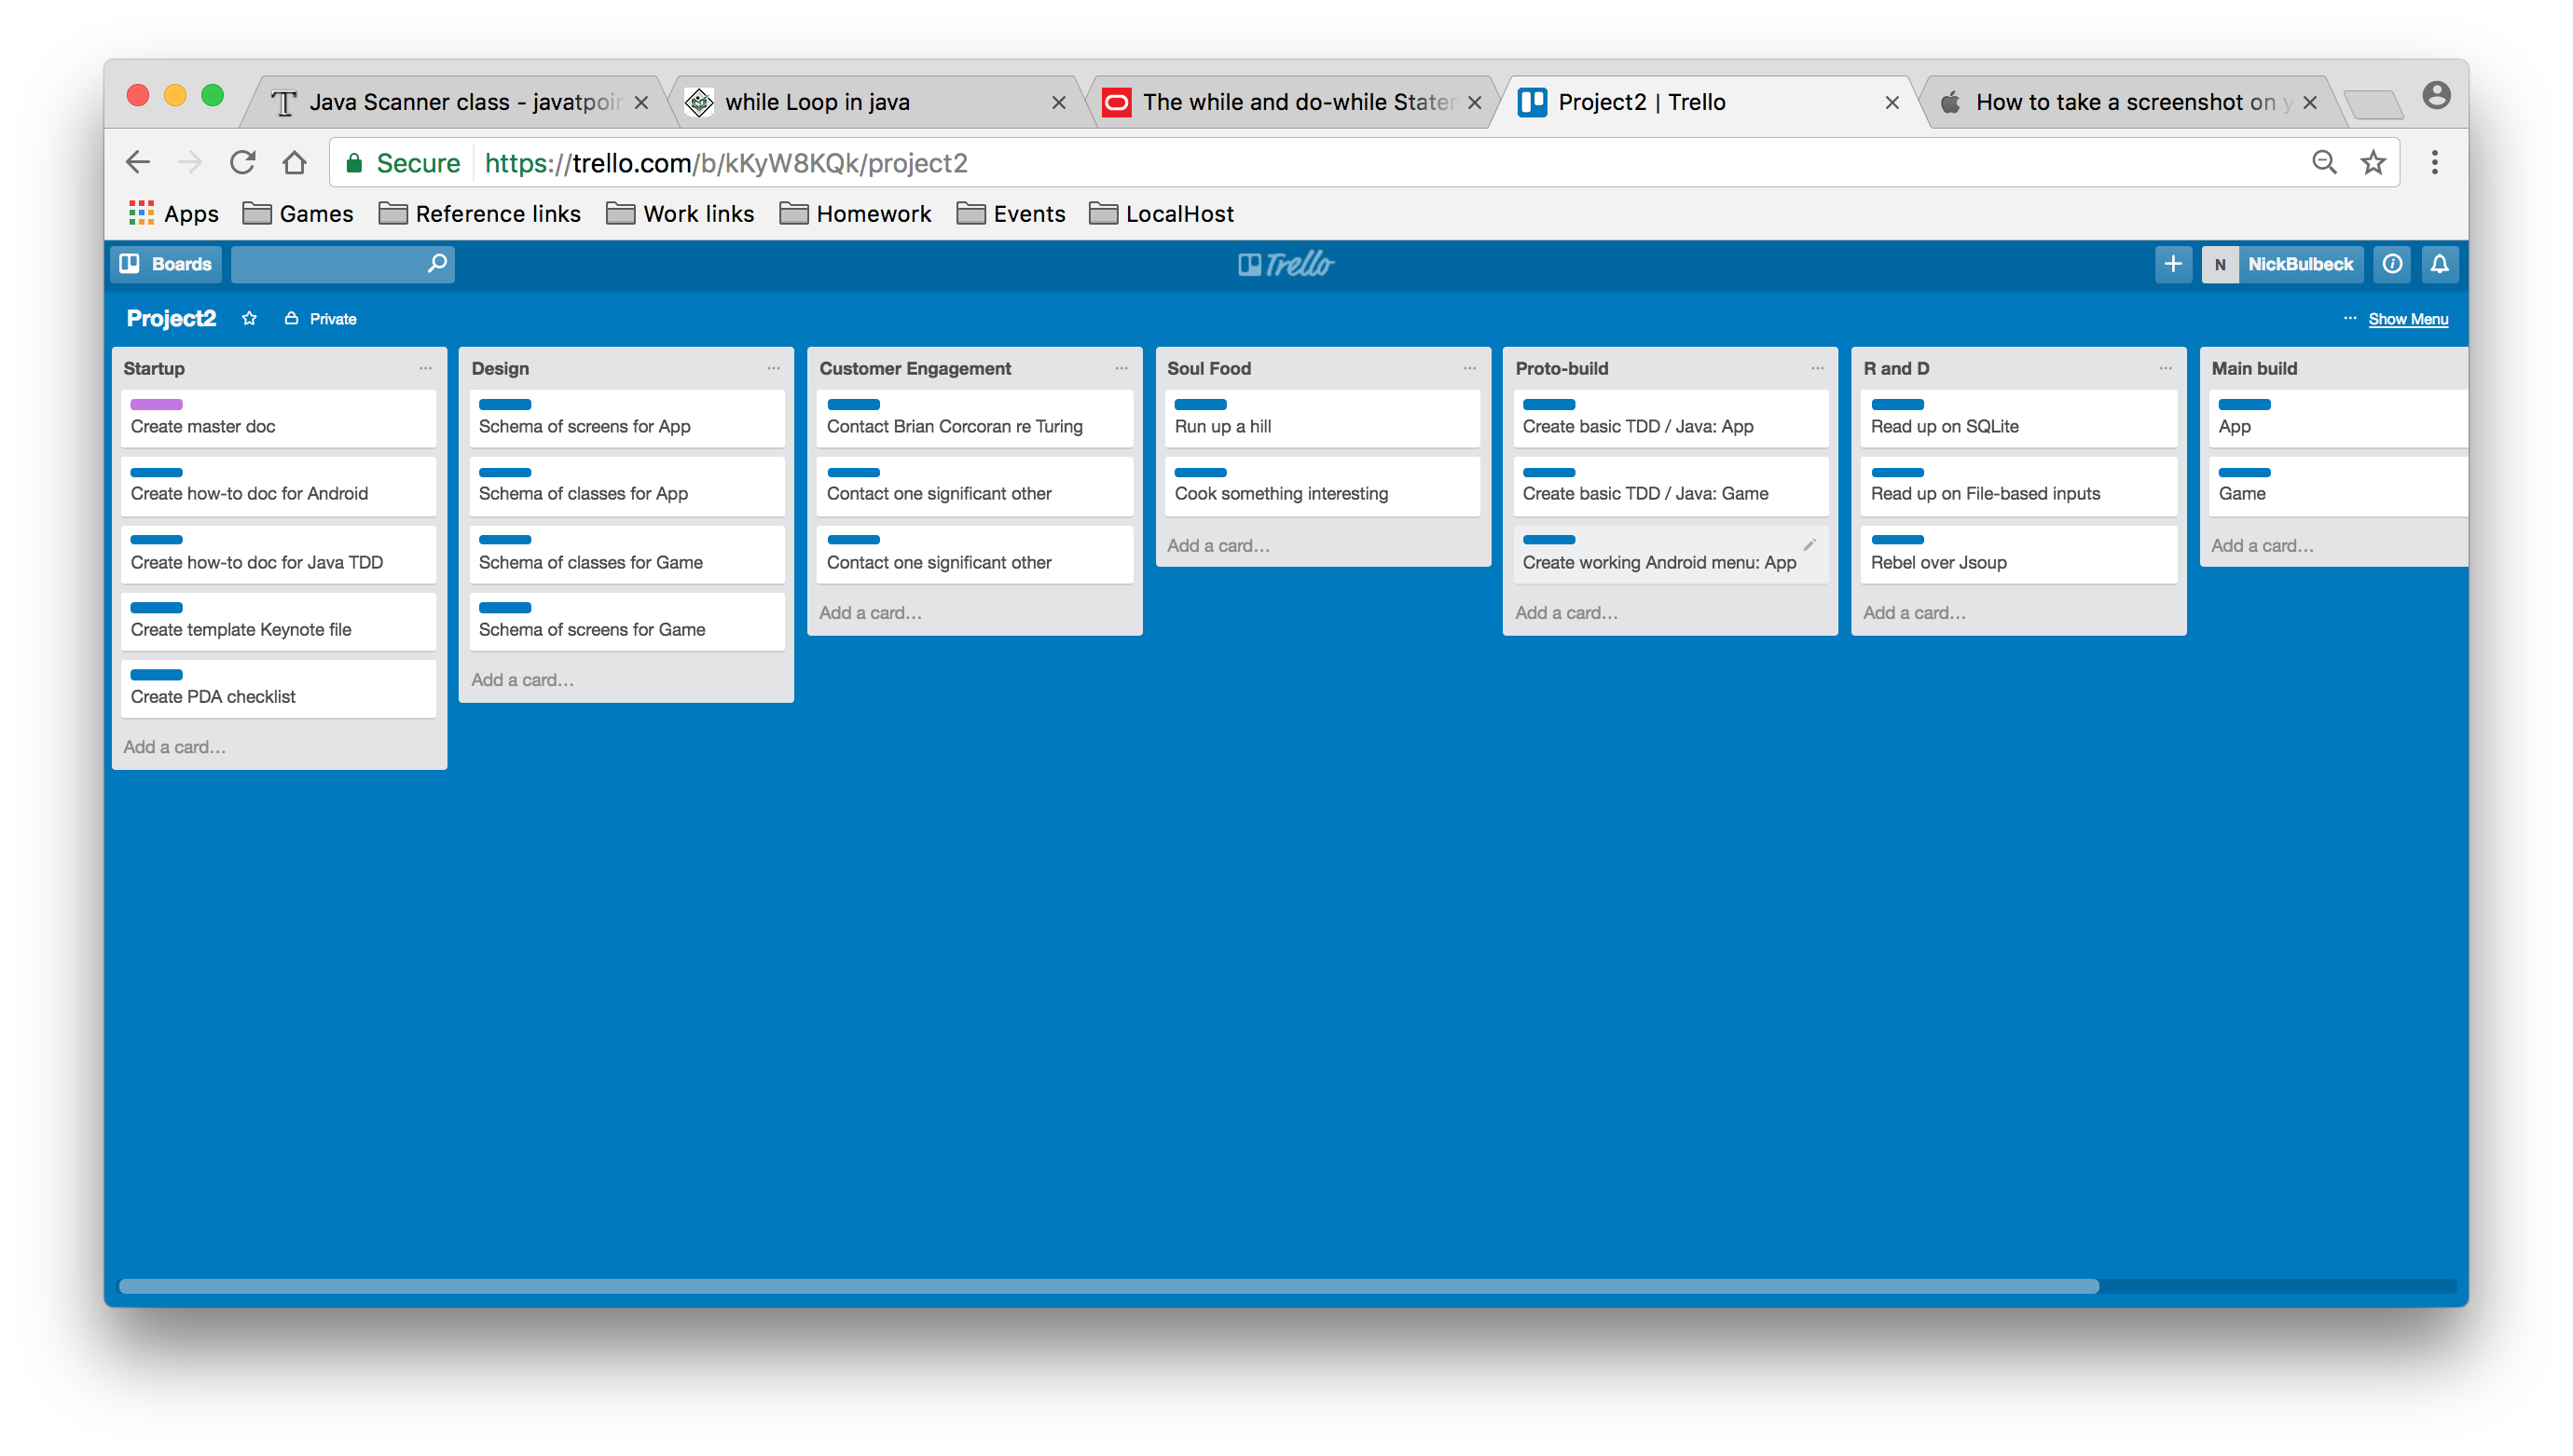 Java Scanner class - javatpoin
while Loop in java
The while and do-while Stater
Project2 | Trello
How to take a screenshot on y
Secure
https://trello.com/b/kKyW8KQk/project2
Apps
Games
Reference links
Work links
Homework
Events
LocalHost
Boards
Trello
N
NickBulbeck
Project2
Private
Show Menu
Startup
Create master doc
Create how-to doc for Android
Create how-to doc for Java TDD
Create template Keynote file
Create PDA checklist
Add a card...
Design
Schema of screens for App
Schema of classes for App
Schema of classes for Game
Schema of screens for Game
Add a card...
Customer Engagement
Contact Brian Corcoran re Turing
Contact one significant other
Contact one significant other
Add a card...
Soul Food
Run up a hill
Cook something interesting
Add a card...
Proto-build
Create basic TDD / Java: App
Create basic TDD / Java: Game
Create working Android menu: App
Add a card...
R and D
Read up on SQLite
Read up on File-based inputs
Rebel over Jsoup
Add a card...
Main build
App
Game
Add a card...